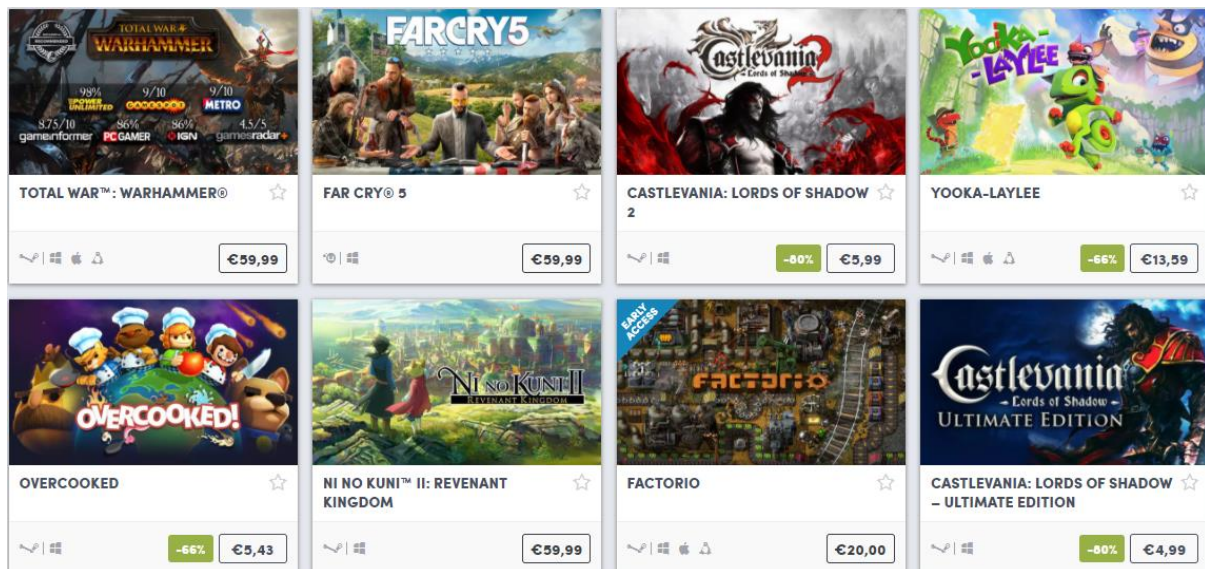 TOTAL WAR
WARHAMMER
98%
POWER UNLIMITED
9/10
GAMESPOT
9/10
METRO
8.75/10
gameinformer
86%
PC GAMER
86%
IGN
4.5/5
gamesradar+
TOTAL WAR™: WARHAMMER®
€59,99
FARCRY5
FAR CRY® 5
€59,99
Castlevania 2
- Lords of Shadow -
CASTLEVANIA: LORDS OF SHADOW
2
-80%
€5,99
YOOKA-
-LAYLEE
YOOKA-LAYLEE
-66%
€13,59
OVERCOOKED!
OVERCOOKED
-66%
€5,43
NI NO KUNI II
REVENANT KINGDOM
NI NO KUNI™ II: REVENANT
KINGDOM
€59,99
EARLY
ACCESS
FACTORIO
FACTORIO
€20,00
Castlevania
- Lords of Shadow -
ULTIMATE EDITION
CASTLEVANIA: LORDS OF SHADOW
– ULTIMATE EDITION
-80%
€4,99